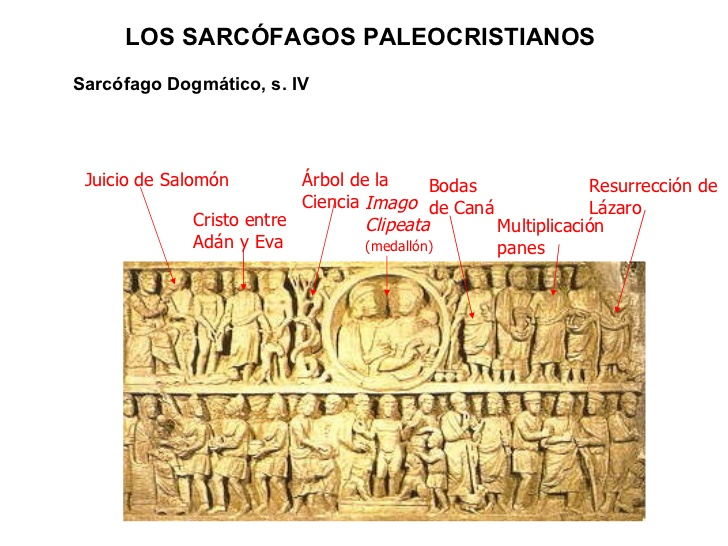 LOS SARCÓFAGOS PALEOCRISTIANOS
Sarcófago Dogmático, s. IV
Juicio de Salomón
Cristo entre
Adán y Eva
Árbol de la
Ciencia
Imago
Clipeata
(medallón)
Bodas
de Caná
Multiplicación
panes
Resurrección de
Lázaro